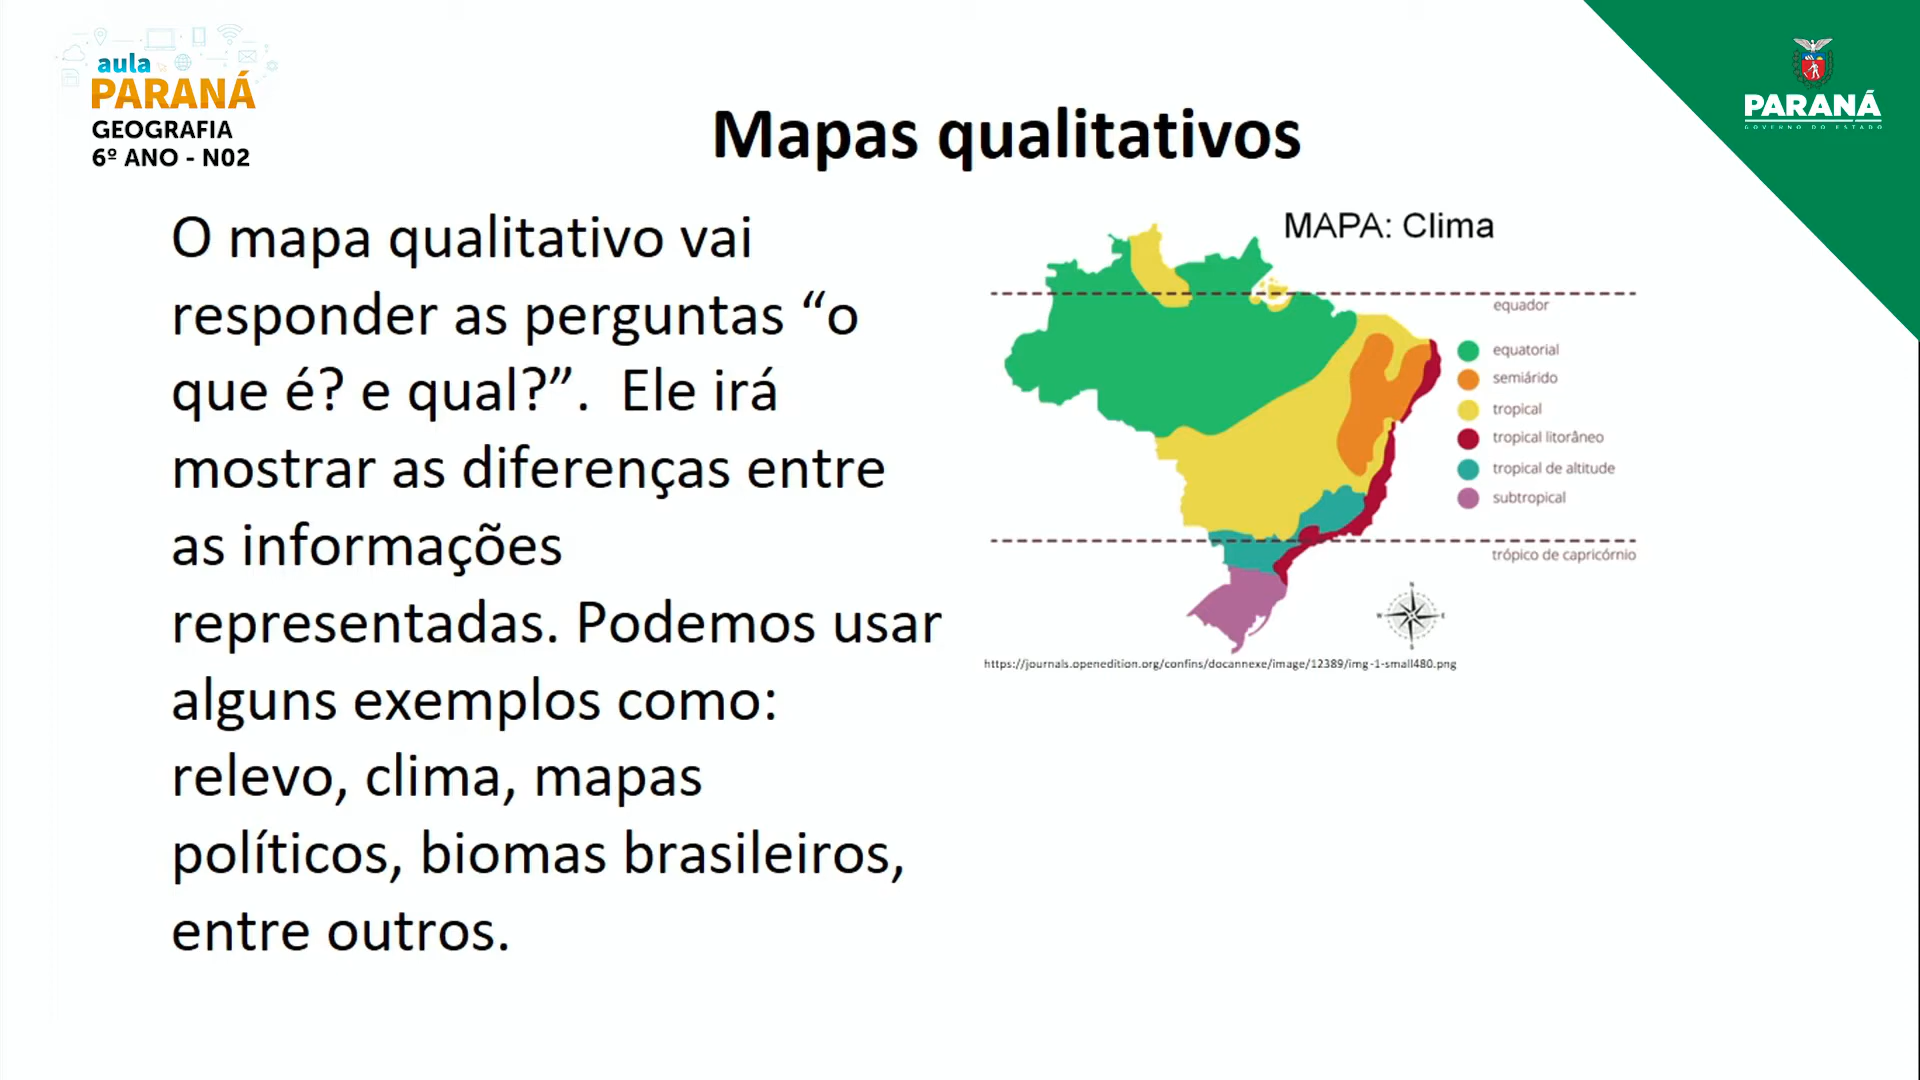 aula
PARANÁ
GEOGRAFIA
6º ANO - N02
PARANÁ
GOVERNO DO ESTADO
Mapas qualitativos
O mapa qualitativo vai
responder as perguntas “o
que é? e qual?”. Ele irá
mostrar as diferenças entre
as informações
representadas. Podemos usar
alguns exemplos como:
relevo, clima, mapas
políticos, biomas brasileiros,
entre outros.
MAPA: Clima
equador
equatorial
semiárido
tropical
tropical litorâneo
tropical de altitude
subtropical
trópico de capricórnio
N
W E
S
https://journals.openedition.org/confins/docannexe/image/12389/img-1-small480.png